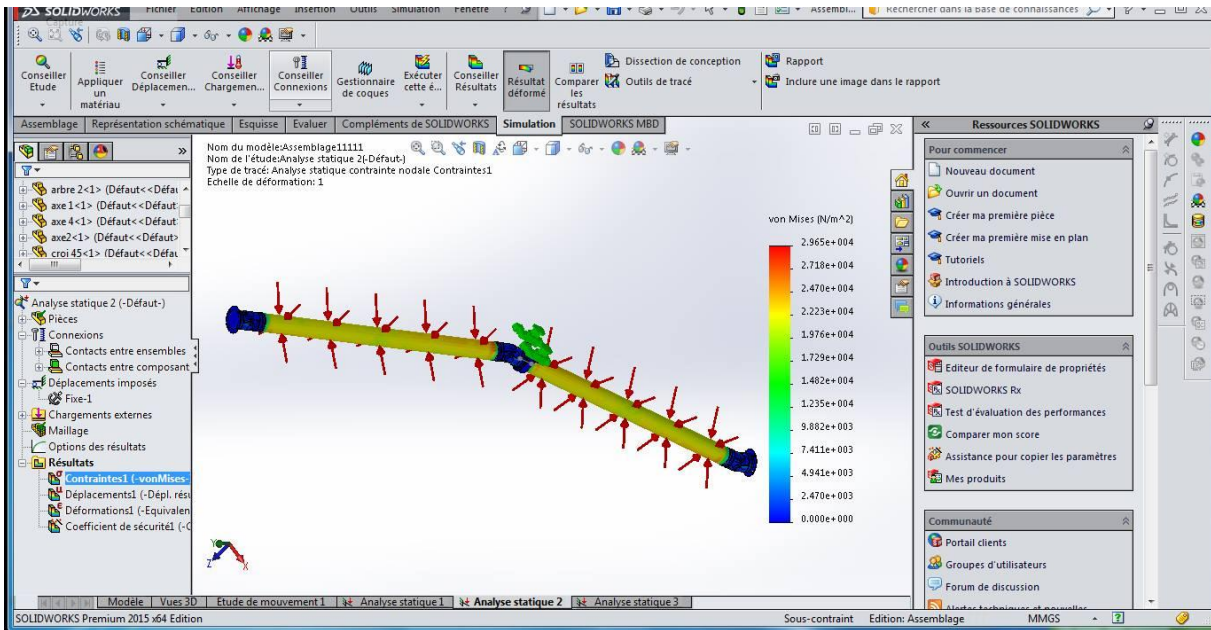 SOLIDWORKS Fichier Edition Affichage Insertion Outils Simulation Fenêtre ? Assembl... Rechercher dans la base de connaissances
Capture
Conseiller Etude
Appliquer un matériau
Conseiller Déplacemen...
Conseiller Chargemen...
Conseiller Connexions
Gestionnaire de coques
Exécuter cette é...
Conseiller Résultats
Résultat déformé
Comparer les résultats
Dissection de conception
Outils de tracé
Rapport
Inclure une image dans le rapport
Assemblage Représentation schématique Esquisse Evaluer Compléments de SOLIDWORKS Simulation SOLIDWORKS MBD
arbre 2<1> (Défaut<<Défau
axe 1<1> (Défaut<<Défaut
axe 4<1> (Défaut<<Défaut
axe2<1> (Défaut<<Défaut>
croi 45<1> (Défaut<<Défau
Analyse statique 2 (-Défaut-)
Pièces
Connexions
Contacts entre ensembles
Contacts entre composant
Déplacements imposés
Fixe-1
Chargements externes
Maillage
Options des résultats
Résultats
Contraintes1 (-vonMises-
Déplacements1 (-Dépl. résu
Déformations1 (-Equivalen
Coefficient de sécurité1 (-C
Nom du modèle:Assemblage11111
Nom de l'étude:Analyse statique 2(-Défaut-)
Type de tracé: Analyse statique contrainte nodale Contraintes1
Echelle de déformation: 1
von Mises (N/m^2)
2.965e+004
2.718e+004
2.470e+004
2.223e+004
1.976e+004
1.729e+004
1.482e+004
1.235e+004
9.882e+003
7.411e+003
4.941e+003
2.470e+003
0.000e+000
Y
Z
X
Ressources SOLIDWORKS
Pour commencer
Nouveau document
Ouvrir un document
Créer ma première pièce
Créer ma première mise en plan
Tutoriels
Introduction à SOLIDWORKS
Informations générales
Outils SOLIDWORKS
Editeur de formulaire de propriétés
SOLIDWORKS Rx
Test d'évaluation des performances
Comparer mon score
Assistance pour copier les paramètres
Mes produits
Communauté
Portail clients
Groupes d'utilisateurs
Forum de discussion
Alertes techniques et nouvelles
Modèle Vues 3D Etude de mouvement 1 Analyse statique 1 Analyse statique 2 Analyse statique 3
SOLIDWORKS Premium 2015 x64 Edition Sous-contraint Edition: Assemblage MMGS